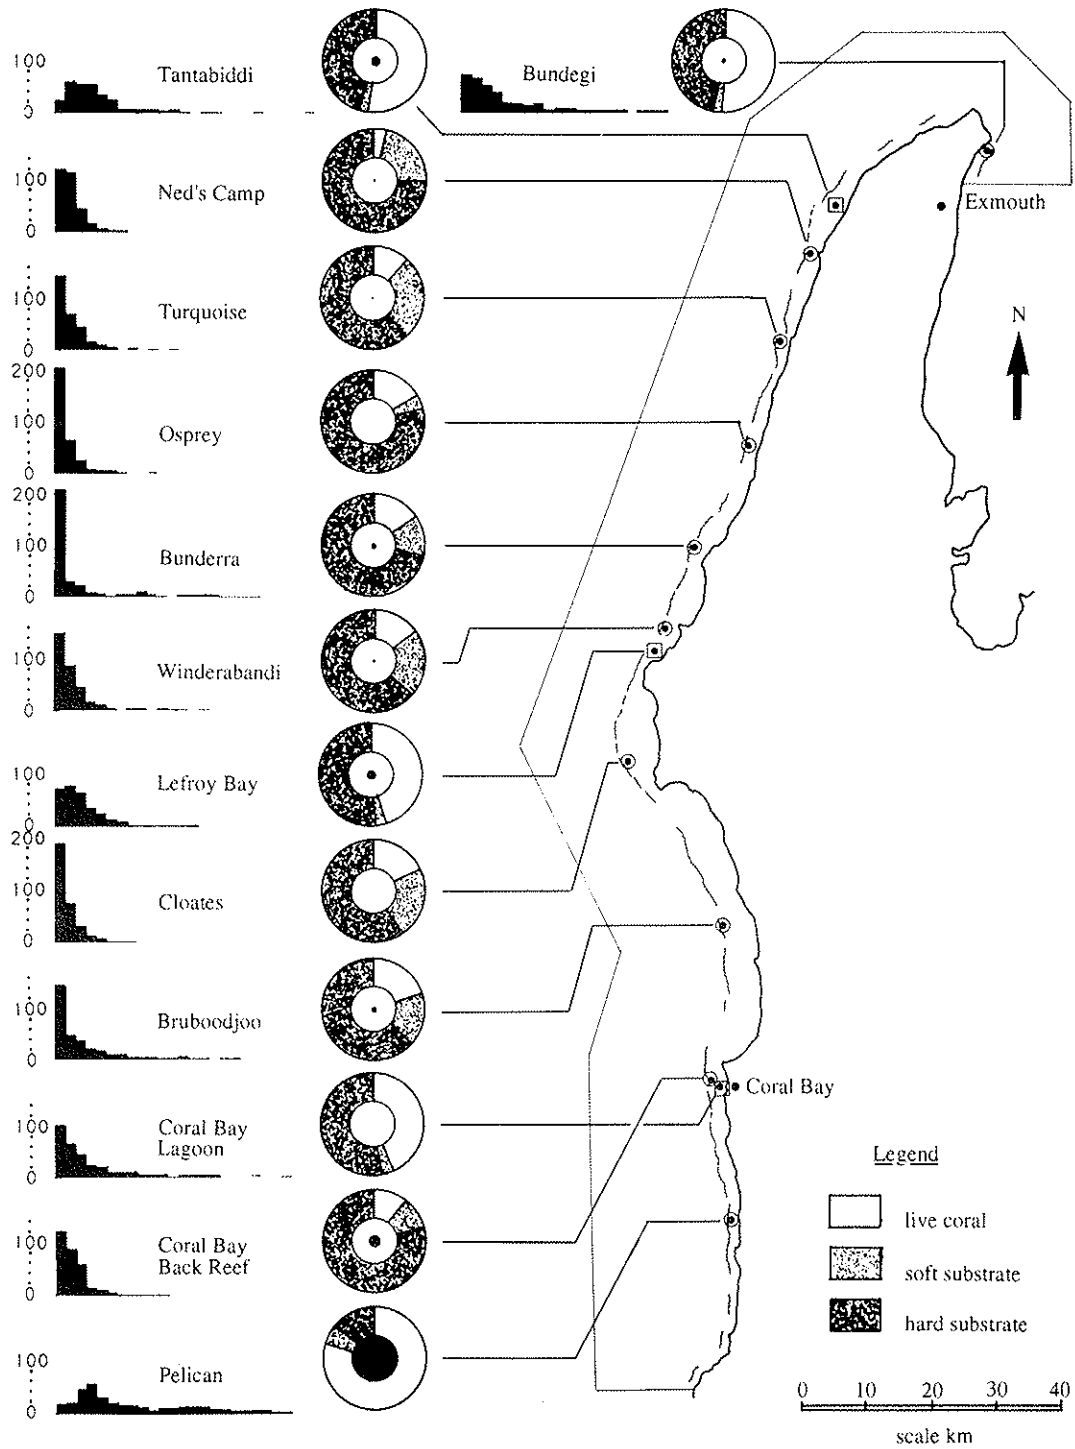 100
0
Tantabiddi
Bundegi
100
0
Ned's Camp
Exmouth
100
0
Turquoise
N
200
100
0
Osprey
200
100
0
Bunderra
100
0
Winderabandi
100
0
Lefroy Bay
200
100
0
Cloates
100
0
Bruboodjoo
Coral Bay
100
0
Coral Bay
Lagoon
100
0
Coral Bay
Back Reef
Legend
live coral
soft substrate
hard substrate
100
0
Pelican
0 10 20 30 40
scale km